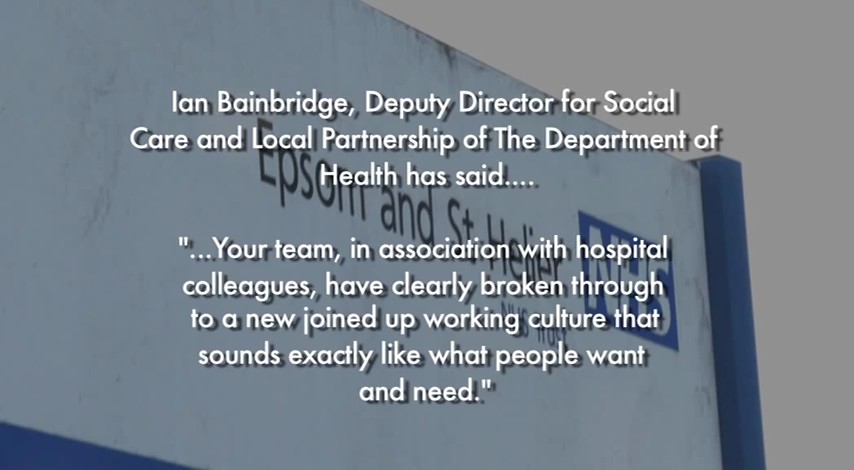 Ian Bainbridge, Deputy Director for Social
Care and Local Partnership of The Department of
Health has said....
"...Your team, in association with hospital
colleagues, have clearly broken through
to a new joined up working culture that
sounds exactly like what people want
and need."
Epsom and St Helier
NHS
NHS Trust